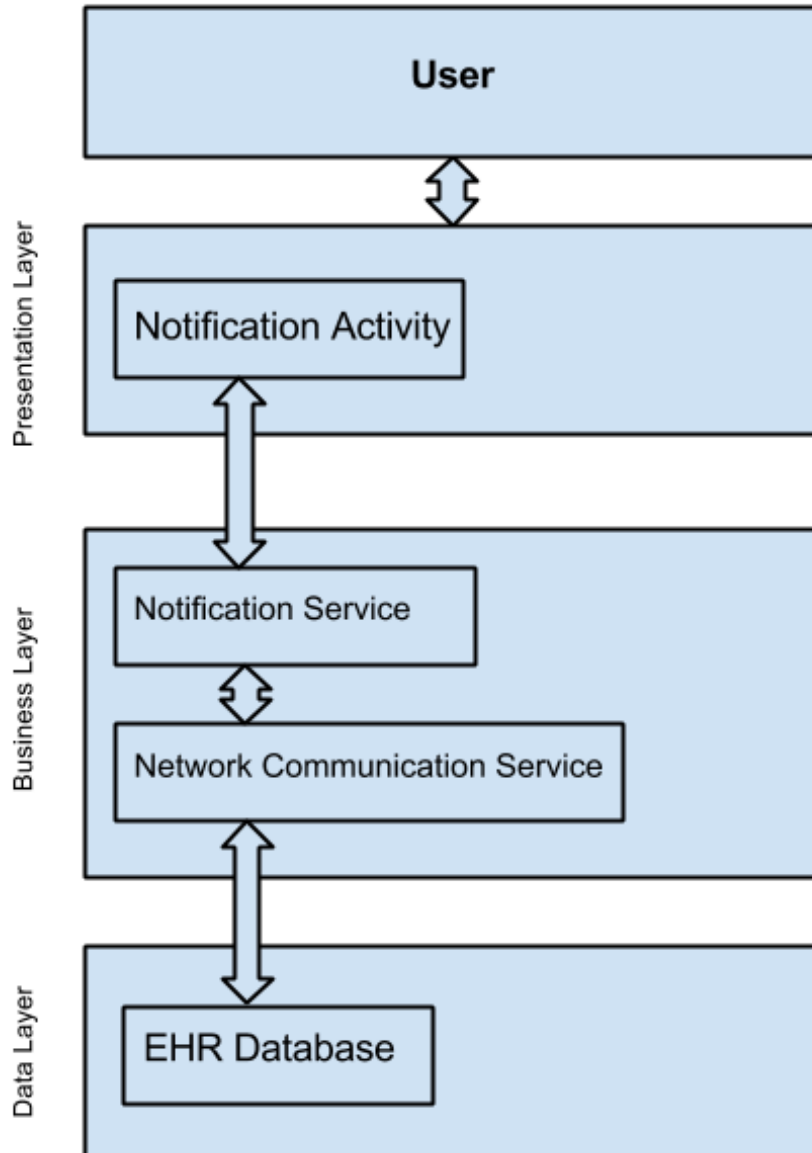 User
Presentation Layer
Notification Activity
Business Layer
Notification Service
Network Communication Service
Data Layer
EHR Database